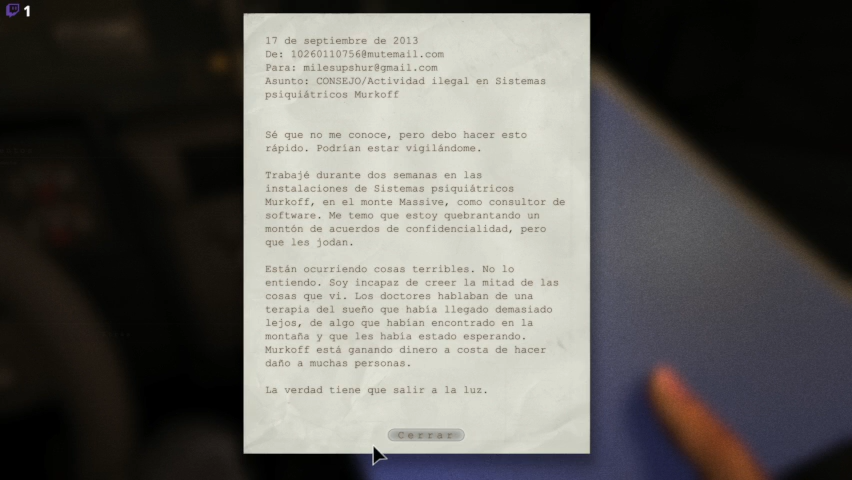 1
17 de septiembre de 2013
De: 10260110756@mutemail.com
Para: milesupshur@gmail.com
Asunto: CONSEJO/Actividad ilegal en Sistemas
psiquiátricos Murkoff
Sé que no me conoce, pero debo hacer esto
rápido. Podrían estar vigilándome.
Trabajé durante dos semanas en las
instalaciones de Sistemas psiquiátricos
Murkoff, en el monte Massive, como consultor de
software. Me temo que estoy quebrantando un
montón de acuerdos de confidencialidad, pero
que les jodan.
Están ocurriendo cosas terribles. No lo
entiendo. Soy incapaz de creer la mitad de las
cosas que vi. Los doctores hablaban de una
terapia del sueño que había llegado demasiado
lejos, de algo que habían encontrado en la
montaña y que les había estado esperando.
Murkoff está ganando dinero a costa de hacer
daño a muchas personas.
La verdad tiene que salir a la luz.
Cerrar